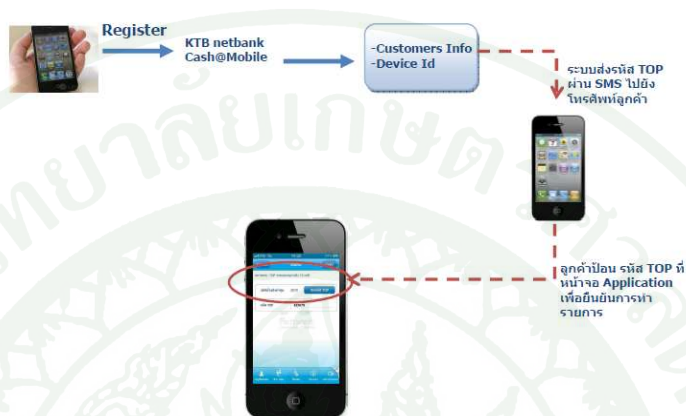 Register
KTB netbank
Cash@Mobile
-Customers Info
-Device Id
ระบบส่งรหัส TOP
ผ่าน SMS ไปยัง
โทรศัพท์ลูกค้า
ลูกค้าป้อน รหัส TOP ที่
หน้าจอ Application
เพื่อยืนยันการทำ
รายการ